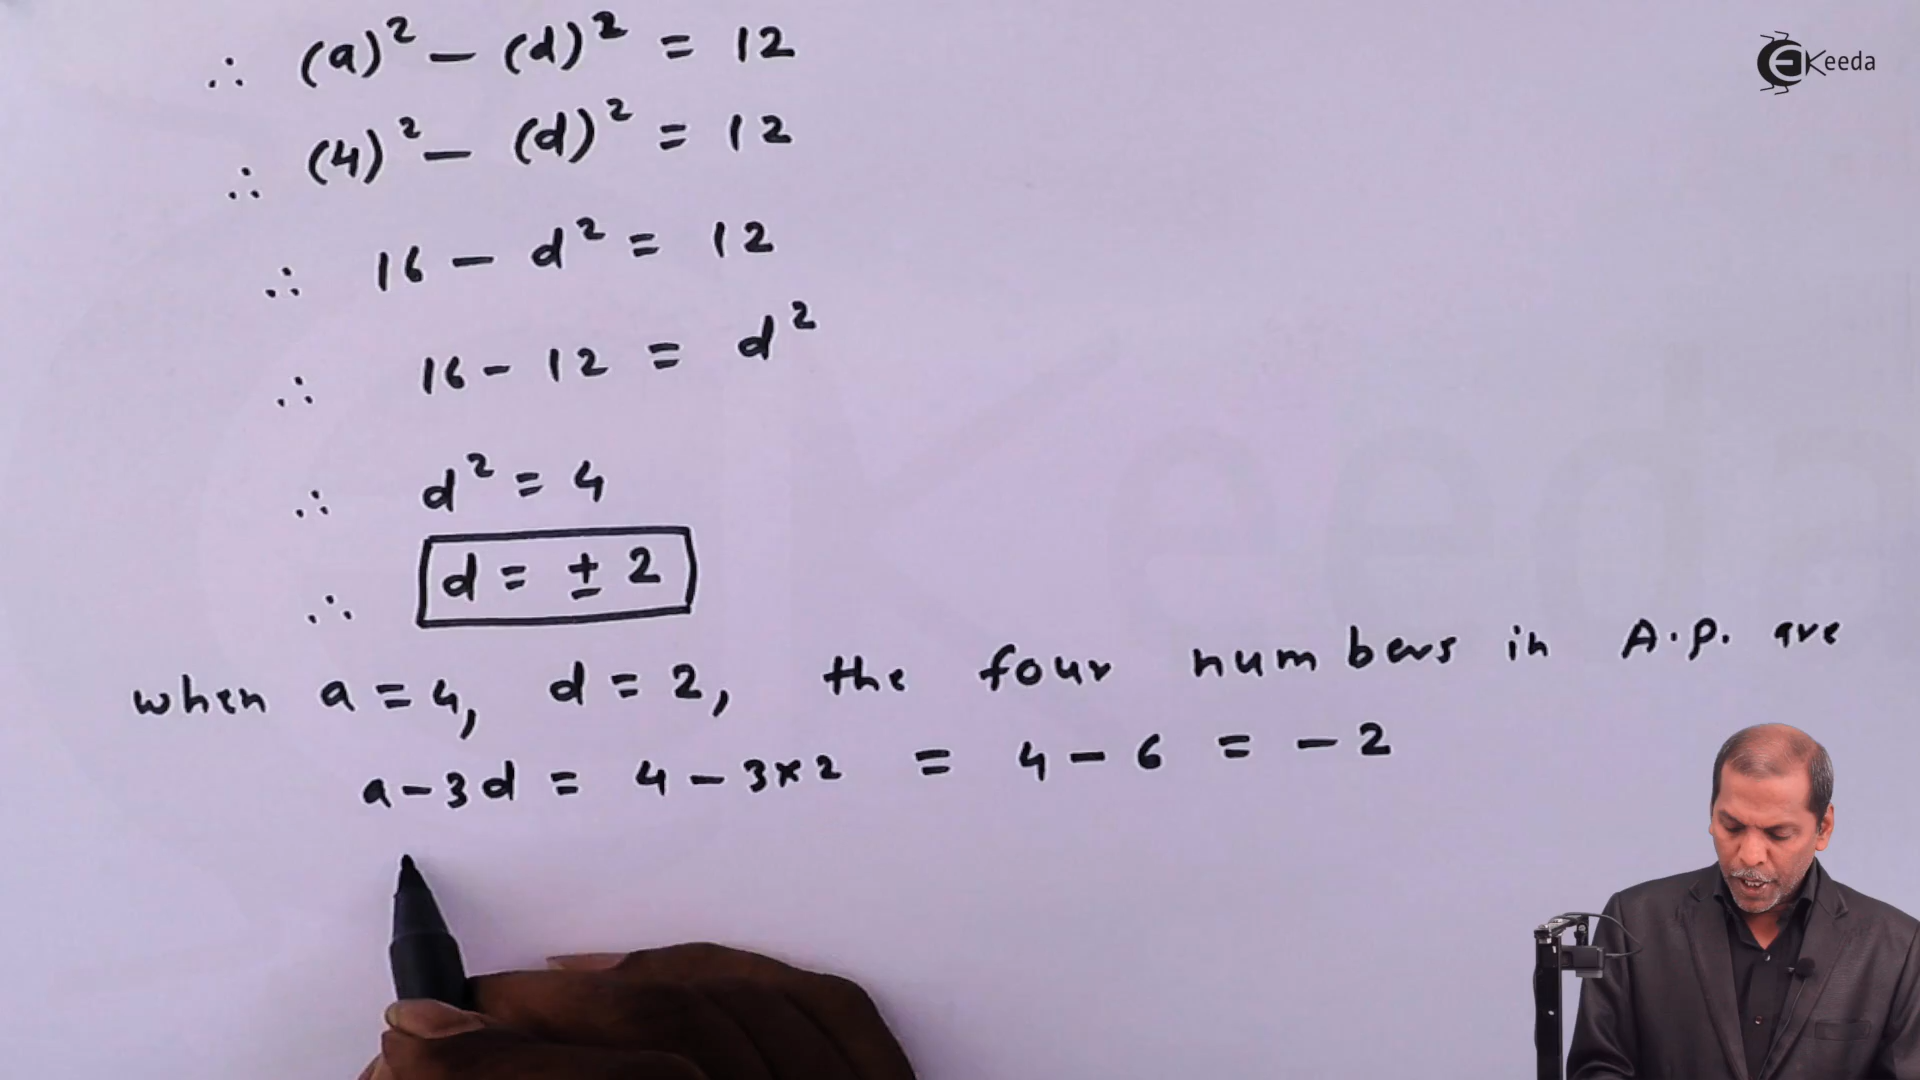 ∴ (a)² – (d)² = 12
Keeda
∴ (4)² – (d)² = 12
∴ 16 – d² = 12
∴ 16 – 12 = d²
∴ d² = 4
∴ d = ± 2
when a = 4, d = 2, the four numbers in A.P. are
a – 3d = 4 – 3×2 = 4 – 6 = – 2